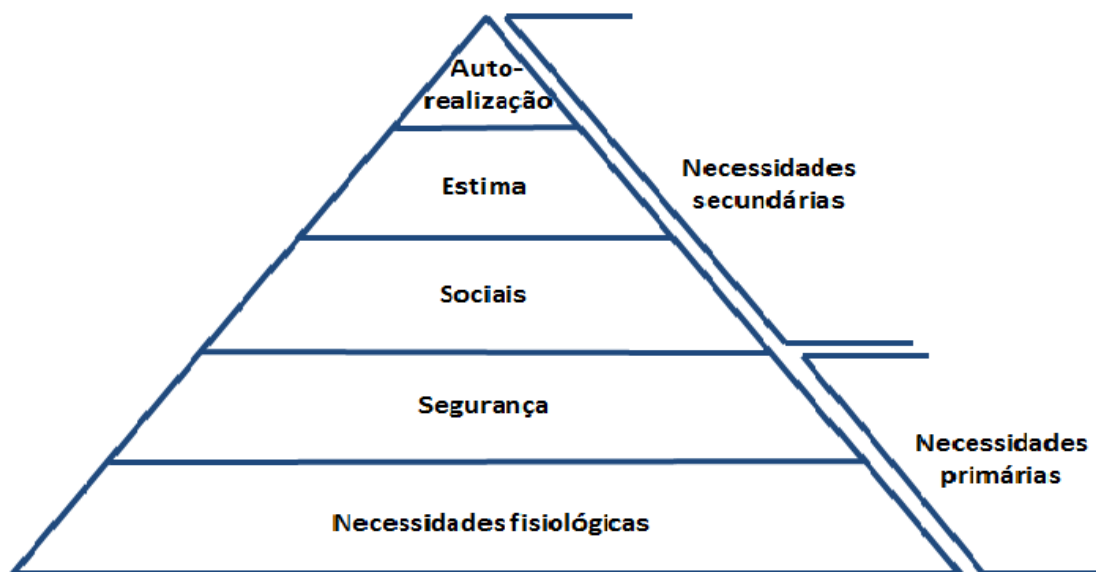 Auto-
realização
Necessidades
secundárias
Estima
Sociais
Segurança
Necessidades
primárias
Necessidades fisiológicas